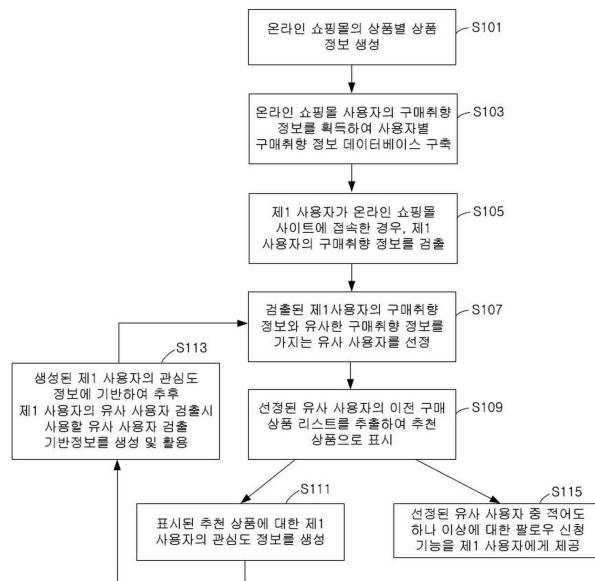 온라인 쇼핑몰의 상품별 상품
정보 생성
S101
온라인 쇼핑몰 사용자의 구매취향
정보를 획득하여 사용자별
구매취향 정보 데이터베이스 구축
S103
제1 사용자가 온라인 쇼핑몰
사이트에 접속한 경우, 제1
사용자의 구매취향 정보를 검출
S105
검출된 제1사용자의 구매취향
정보와 유사한 구매취향 정보를
가지는 유사 사용자를 선정
S107
S113
생성된 제1 사용자의 관심도
정보에 기반하여 추후
제1 사용자의 유사 사용자 검출시
사용할 유사 사용자 검출
기반정보를 생성 및 활용
선정된 유사 사용자의 이전 구매
상품 리스트를 추출하여 추천
상품으로 표시
S109
S111
표시된 추천 상품에 대한 제1
사용자의 관심도 정보를 생성
S115
선정된 유사 사용자 중 적어도
하나 이상에 대한 팔로우 신청
기능을 제1 사용자에게 제공